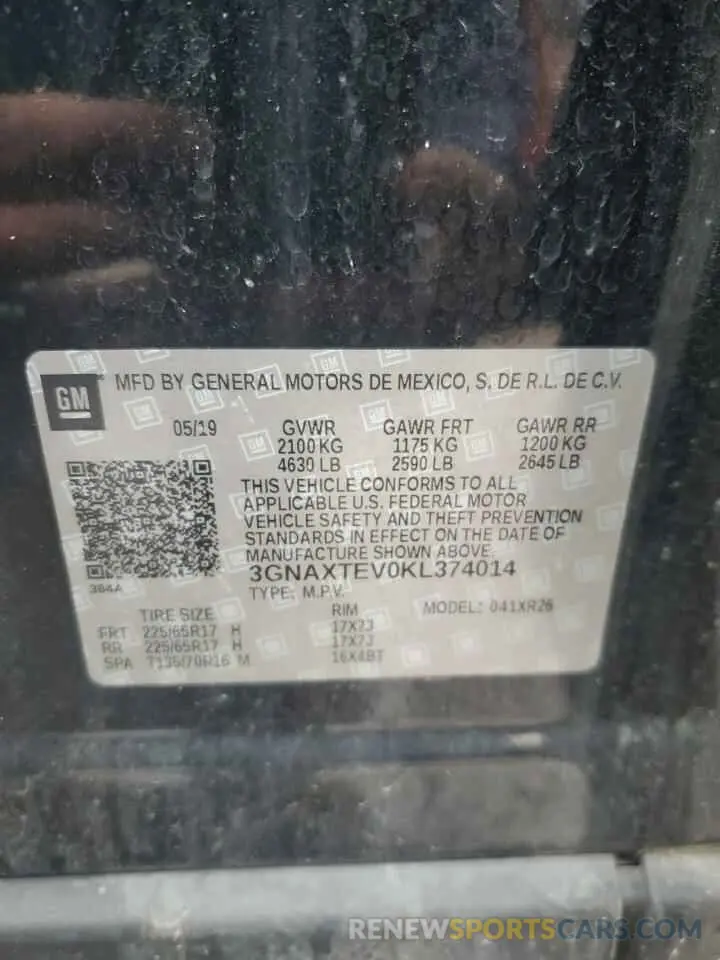 GM MFD BY GENERAL MOTORS DE MEXICO, S. DE R.L. DE C.V.
05/19 GVWR GAWR FRT GAWR RR
2100 KG 1175 KG 1200 KG
4630 LB 2590 LB 2645 LB
THIS VEHICLE CONFORMS TO ALL
APPLICABLE U.S. FEDERAL MOTOR
VEHICLE SAFETY AND THEFT PREVENTION
STANDARDS IN EFFECT ON THE DATE OF
MANUFACTURE SHOWN ABOVE.
3GNAXTEV0KL374014
384A TYPE: M.P.V. MODEL: 041XR26
TIRE SIZE RIM
FRT 225/65R17 H 17X7J
RR 225/65R17 H 17X7J
SPA T135/70R16 M 16X4BT
RENEWSPORTSCARS.COM